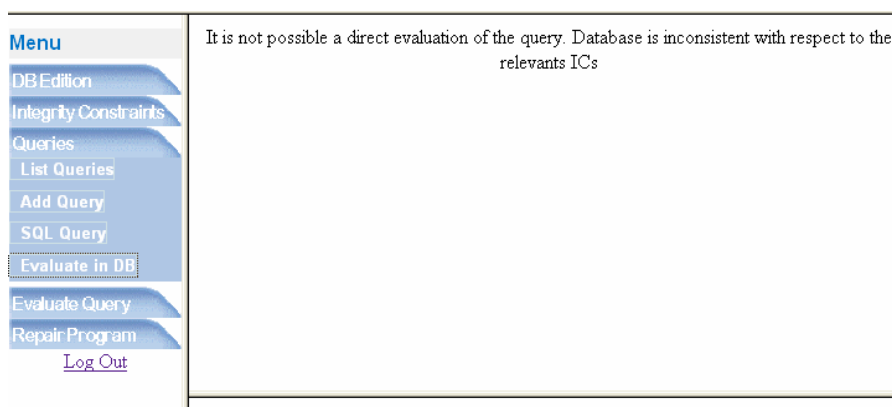 Menu
DB Edition
Integrity Constraints
Queries
List Queries
Add Query
SQL Query
Evaluate in DB
Evaluate Query
Repair Program
Log Out
It is not possible a direct evaluation of the query. Database is inconsistent with respect to the
relevants ICs